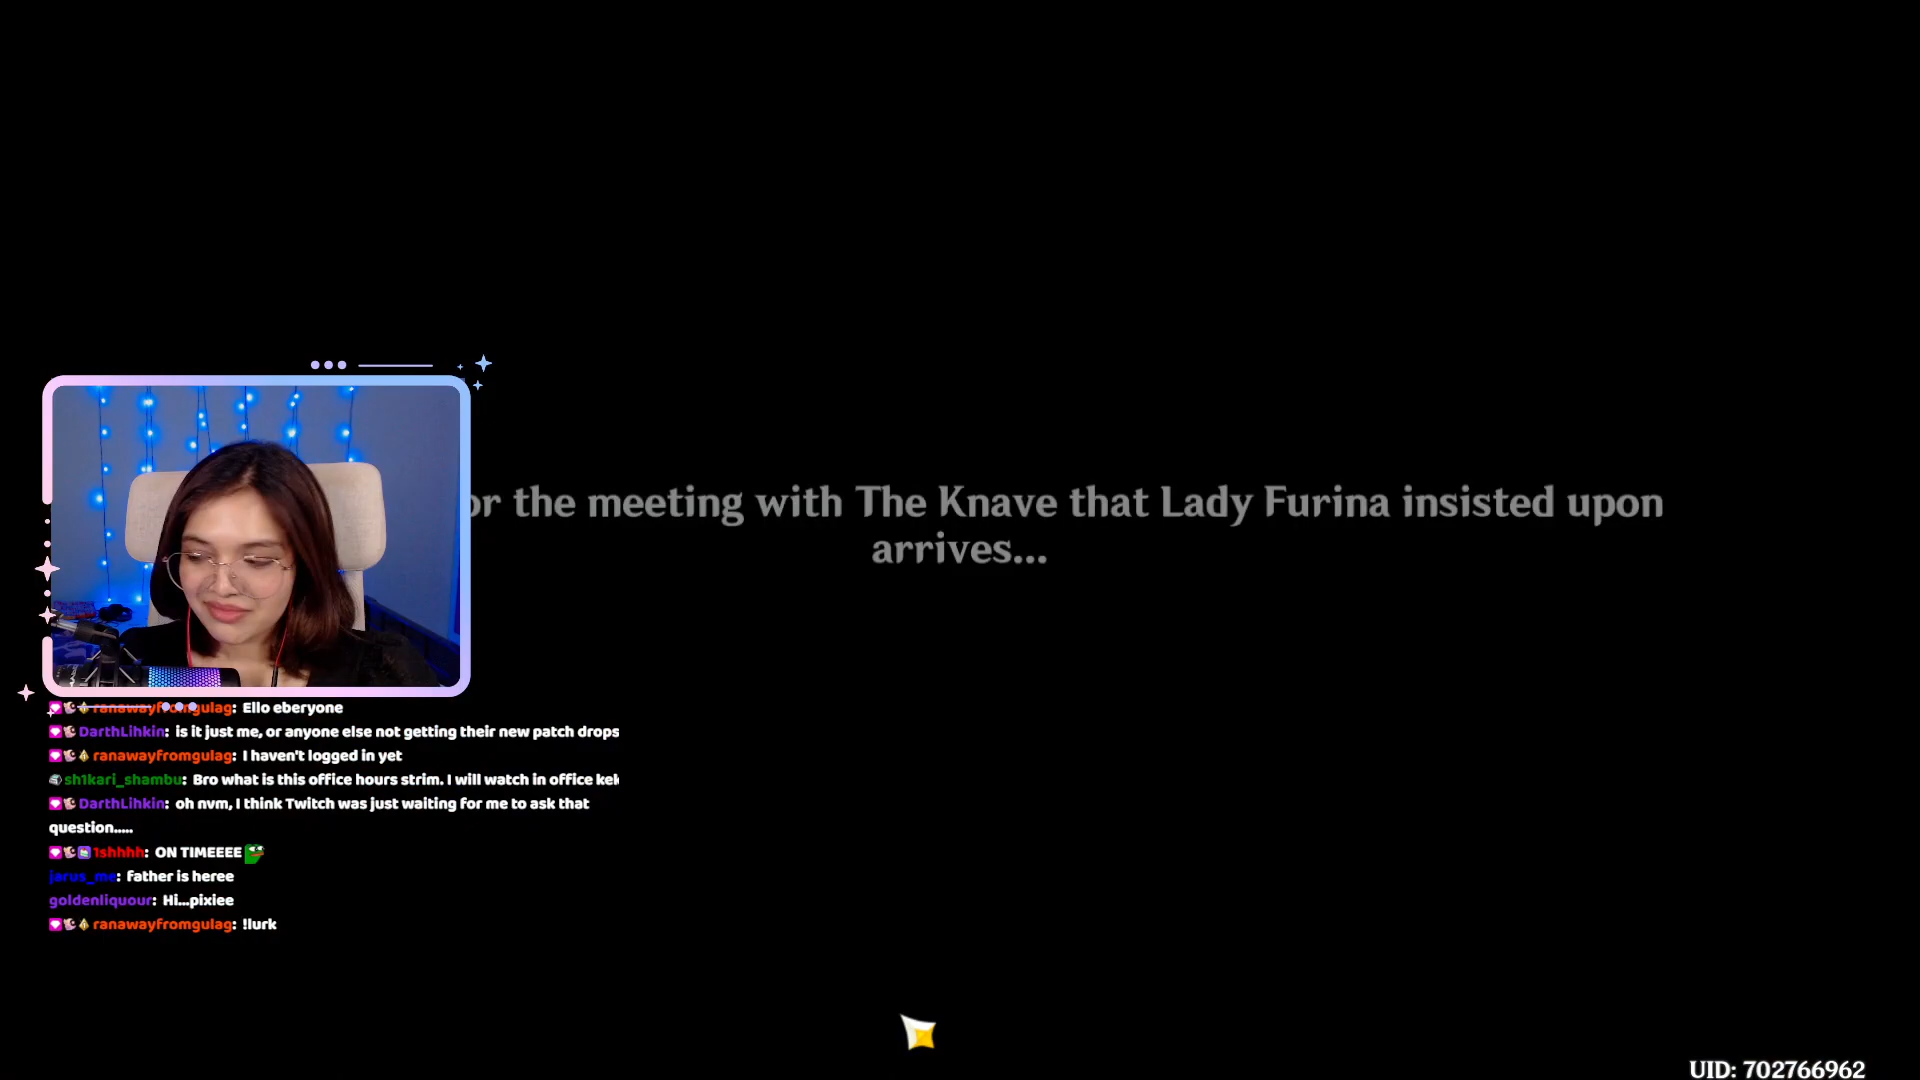 or the meeting with The Knave that Lady Furina insisted upon
arrives...
ranawayfromgulag: Ello eberyone
DarthLihkin: is it just me, or anyone else not getting their new patch drops
ranawayfromgulag: I haven't logged in yet
sh1kari_shambu: Bro what is this office hours strim. I will watch in office kek
DarthLihkin: oh nvm, I think Twitch was just waiting for me to ask that
question.....
1shhhh: ON TIMEEEE
jarus_me: father is heree
goldenliquour: Hi...pixiee
ranawayfromgulag: !lurk
UID: 702766962